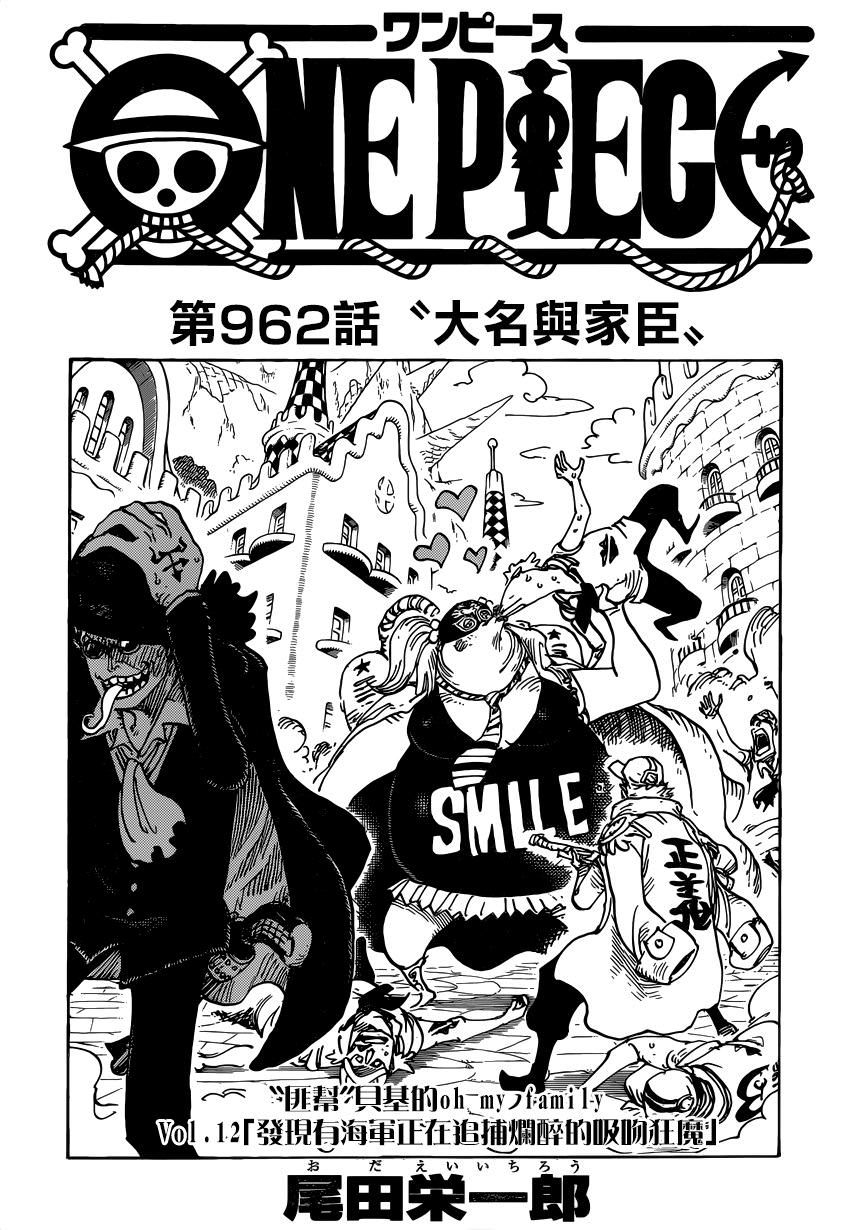 ワンピース
ONE PIECE
第962話〝大名與家臣〟
SMILE
正義
〝匪幫〞貝基的oh my family
Vol.12「發現有海軍正在追捕爛醉的吸吻狂魔」
おだえいいちろう
尾田栄一郎